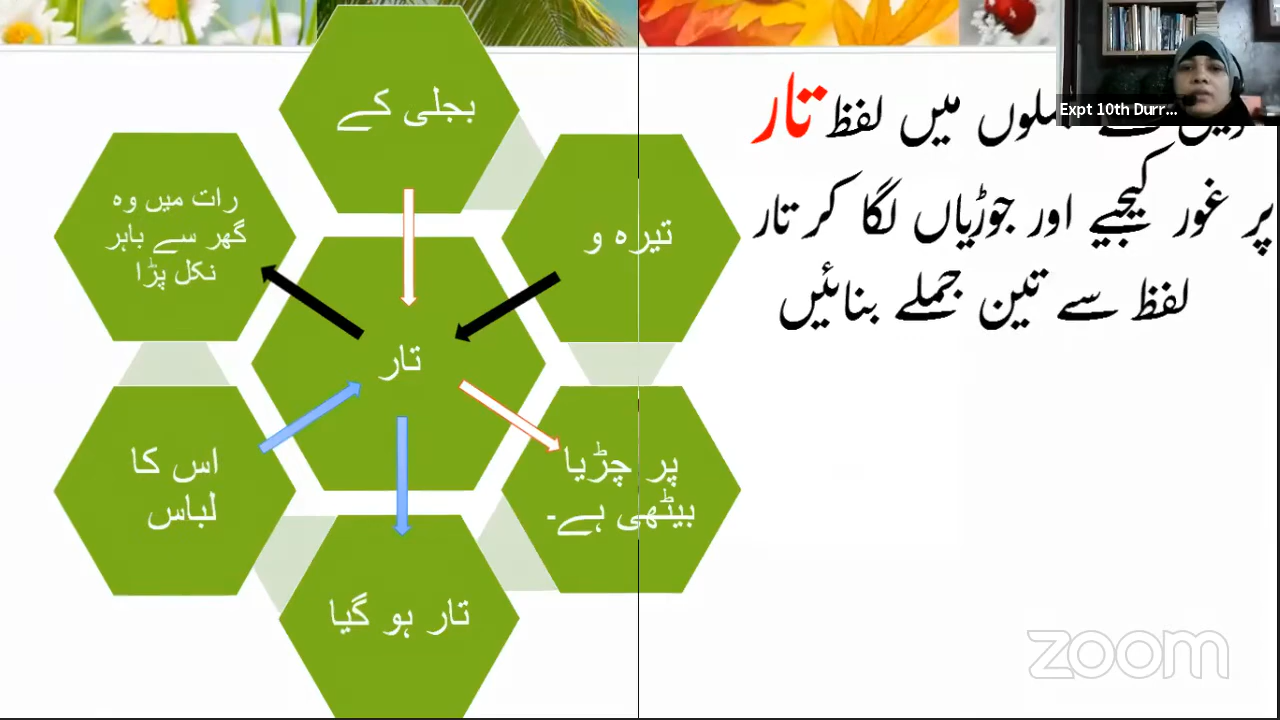 جملوں میں لفظ تار
پر غور کیجیے اور جوڑیاں لگا کر تار
لفظ سے تین جملے بنائیں
بجلی کے
تیرہ و
رات میں وہ
گھر سے باہر
نکل پڑا
تار
پر چڑیا
بیٹھی ہے۔
اس کا
لباس
تار ہو گیا
Expt 10th Durr...
zoom